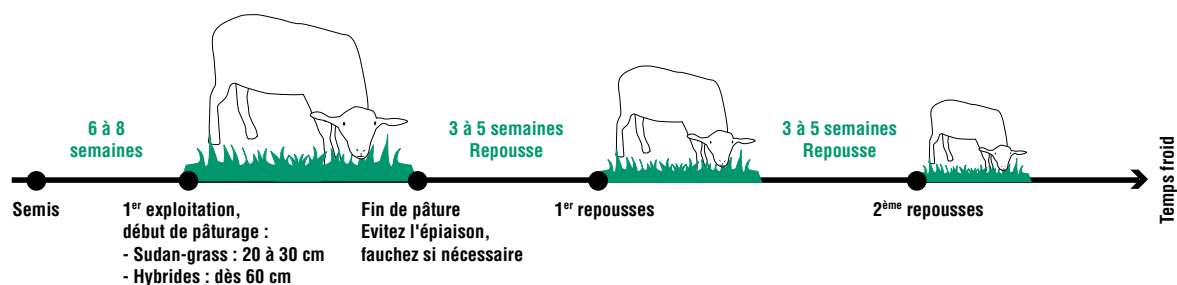 6 à 8
semaines
3 à 5 semaines
Repousse
3 à 5 semaines
Repousse
Semis
1er exploitation,
début de pâturage :
- Sudan-grass : 20 à 30 cm
- Hybrides : dès 60 cm
Fin de pâture
Evitez l'épiaison,
fauchez si nécessaire
1er repousses
2ème repousses
Temps froid